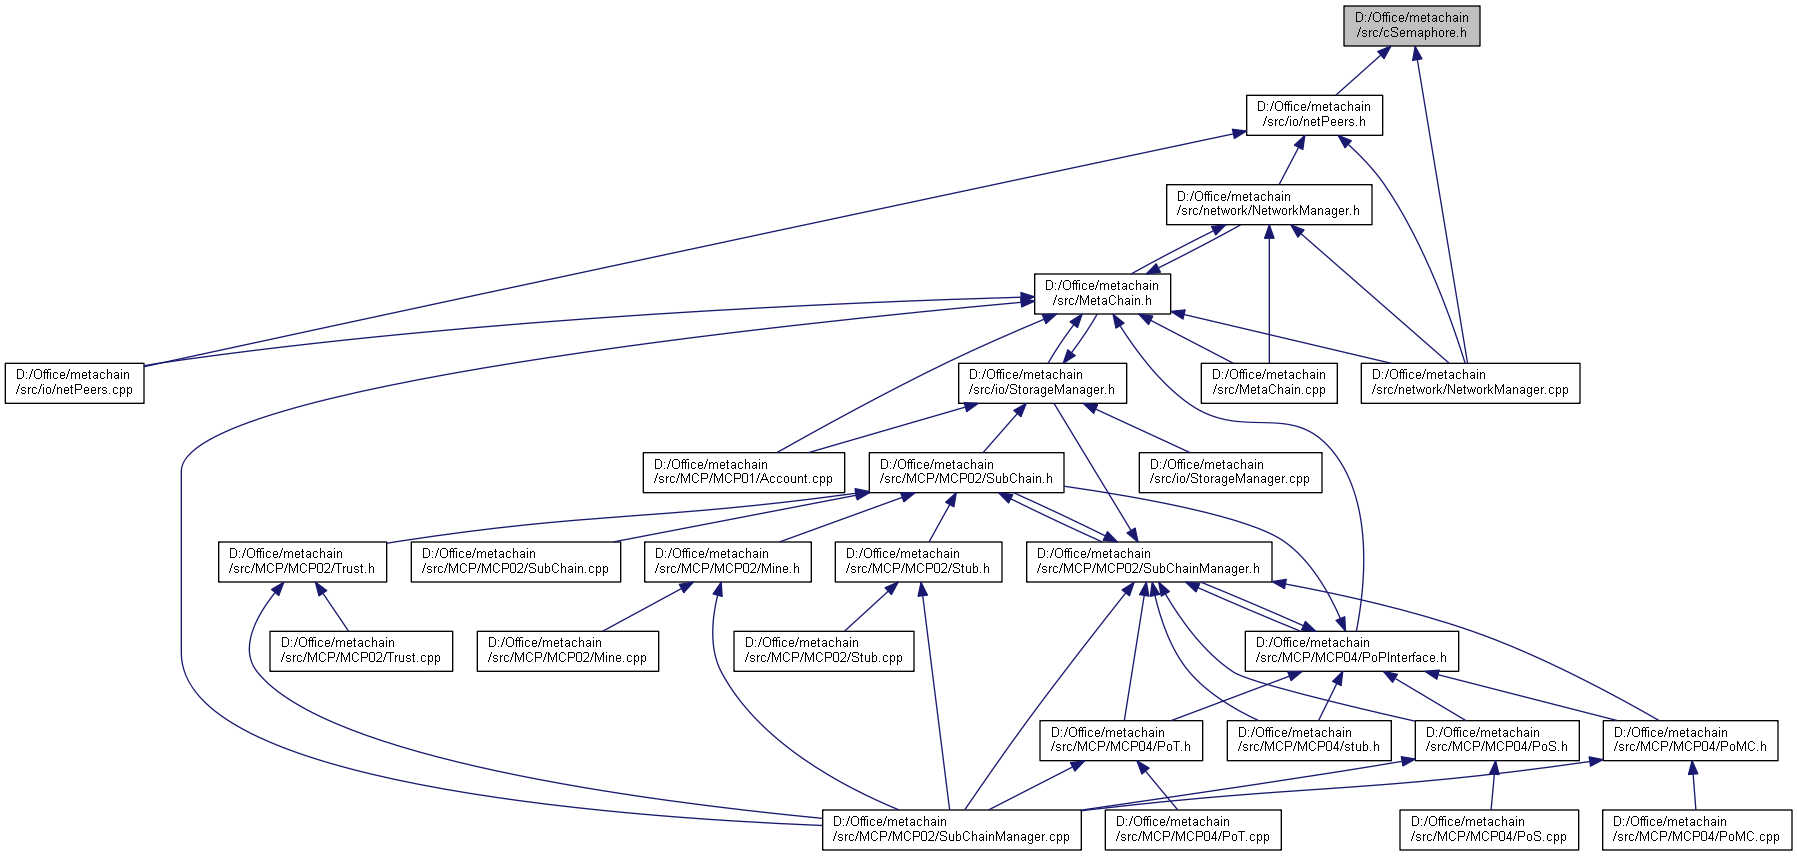 D:/Office/metachain
/src/cSemaphore.h
D:/Office/metachain
/src/io/netPeers.h
D:/Office/metachain
/src/network/NetworkManager.h
D:/Office/metachain
/src/MetaChain.h
D:/Office/metachain
/src/io/netPeers.cpp
D:/Office/metachain
/src/io/StorageManager.h
D:/Office/metachain
/src/MetaChain.cpp
D:/Office/metachain
/src/network/NetworkManager.cpp
D:/Office/metachain
/src/MCP/MCP01/Account.cpp
D:/Office/metachain
/src/MCP/MCP02/SubChain.h
D:/Office/metachain
/src/io/StorageManager.cpp
D:/Office/metachain
/src/MCP/MCP02/Trust.h
D:/Office/metachain
/src/MCP/MCP02/SubChain.cpp
D:/Office/metachain
/src/MCP/MCP02/Mine.h
D:/Office/metachain
/src/MCP/MCP02/Stub.h
D:/Office/metachain
/src/MCP/MCP02/SubChainManager.h
D:/Office/metachain
/src/MCP/MCP02/Trust.cpp
D:/Office/metachain
/src/MCP/MCP02/Mine.cpp
D:/Office/metachain
/src/MCP/MCP02/Stub.cpp
D:/Office/metachain
/src/MCP/MCP04/PoPInterface.h
D:/Office/metachain
/src/MCP/MCP04/PoT.h
D:/Office/metachain
/src/MCP/MCP04/stub.h
D:/Office/metachain
/src/MCP/MCP04/PoS.h
D:/Office/metachain
/src/MCP/MCP04/PoMC.h
D:/Office/metachain
/src/MCP/MCP02/SubChainManager.cpp
D:/Office/metachain
/src/MCP/MCP04/PoT.cpp
D:/Office/metachain
/src/MCP/MCP04/PoS.cpp
D:/Office/metachain
/src/MCP/MCP04/PoMC.cpp